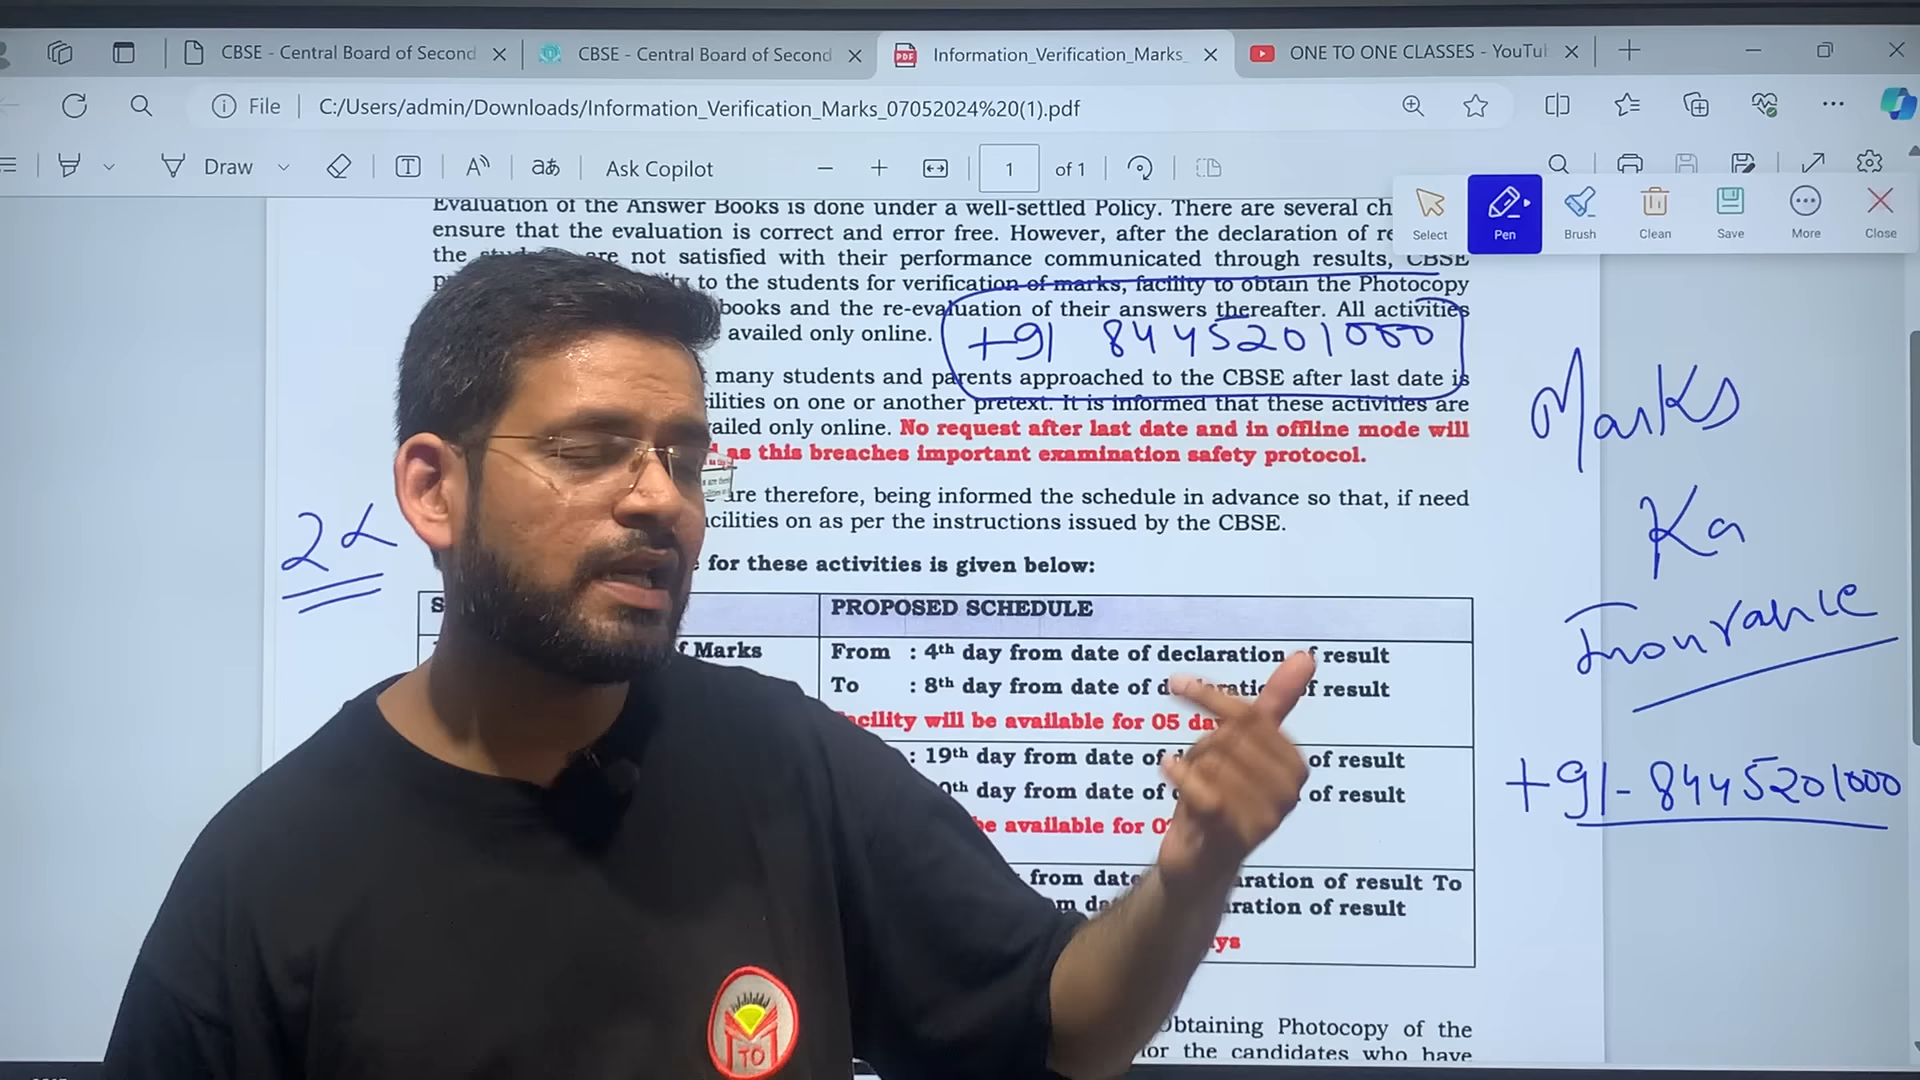 CBSE - Central Board of Second
CBSE - Central Board of Second
Information_Verification_Marks_
ONE TO ONE CLASSES - YouTu
File
C:/Users/admin/Downloads/Information_Verification_Marks_07052024%20(1).pdf
Draw
Ask Copilot
1 of 1
Select Pen Brush Clean Save More Close
Evaluation of the Answer Books is done under a well-settled Policy. There are several ch
ensure that the evaluation is correct and error free. However, after the declaration of re
the are not satisfied with their performance communicated through results, CBSE
to the students for verification of marks, facility to obtain the Photocopy
books and the re-evaluation of their answers thereafter. All activities
availed only online.
+91 8445201000
many students and parents approached to the CBSE after last date is
ilities on one or another pretext. It is informed that these activities are
ailed only online. No request after last date and in offline mode will
as this breaches important examination safety protocol.
are therefore, being informed the schedule in advance so that, if need
cilities on as per the instructions issued by the CBSE.
for these activities is given below:
S PROPOSED SCHEDULE
f Marks From : 4th day from date of declaration of result
To : 8th day from date of declaration of result
acility will be available for 05 da
: 19th day from date of of result
0th day from date of of result
be available for 0
from date aration of result To
m da ration of result
ys
Obtaining Photocopy of the
for the candidates who have
Marks
Ka
Insurance
+91-8445201000
TO